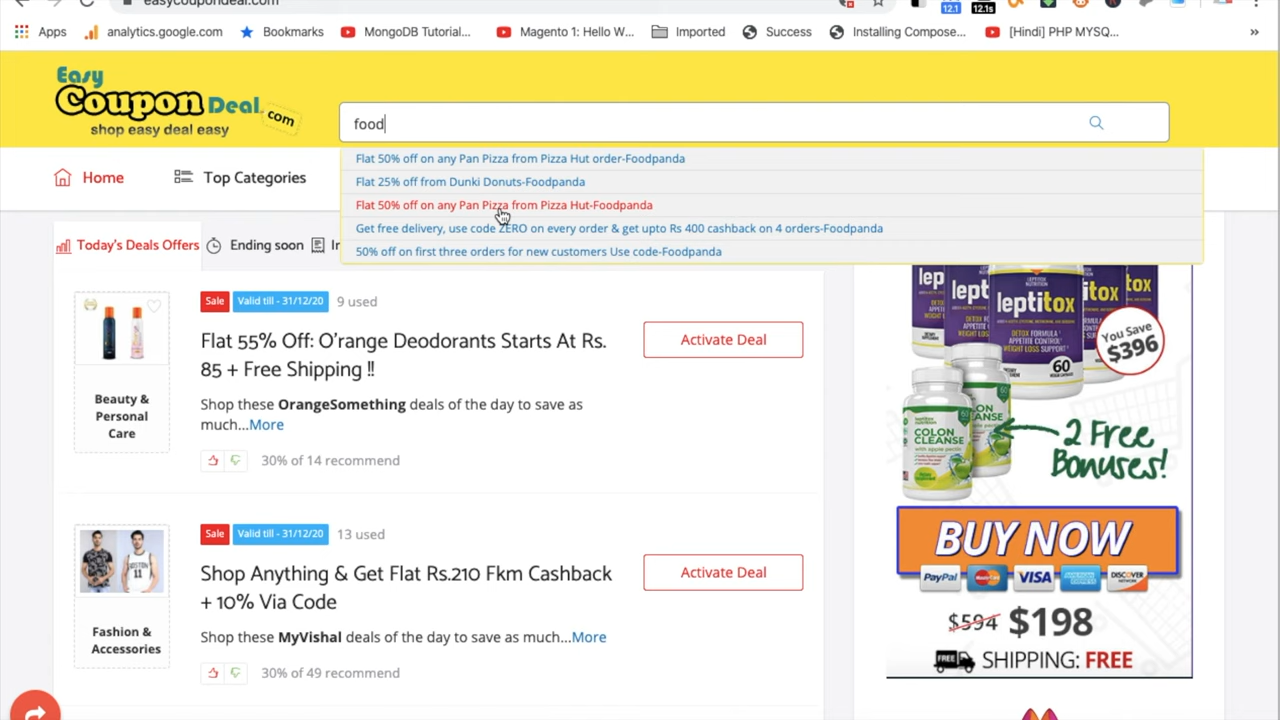 easycoupondeal.com
12.1
12.1s
Apps
analytics.google.com
Bookmarks
MongoDB Tutorial...
Magento 1: Hello W...
Imported
Success
Installing Compose...
[Hindi] PHP MYSQ...
»
Easy
Coupon Deal.com
shop easy deal easy
food
Flat 50% off on any Pan Pizza from Pizza Hut order-Foodpanda
Flat 25% off from Dunki Donuts-Foodpanda
Flat 50% off on any Pan Pizza from Pizza Hut-Foodpanda
Get free delivery, use code ZERO on every order & get upto Rs 400 cashback on 4 orders-Foodpanda
50% off on first three orders for new customers Use code-Foodpanda
Home
Top Categories
Today's Deals Offers
Ending soon
Sale
Valid till - 31/12/20
9 used
Flat 55% Off: O'range Deodorants Starts At Rs.
85 + Free Shipping !!
Shop these OrangeSomething deals of the day to save as
much...More
30% of 14 recommend
Activate Deal
Beauty &
Personal
Care
Sale
Valid till - 31/12/20
13 used
Shop Anything & Get Flat Rs.210 Fkm Cashback
+ 10% Via Code
Shop these MyVishal deals of the day to save as much...More
30% of 49 recommend
Activate Deal
Fashion &
Accessories
leptitox
You Save
$396
60
COLON
CLEANSE
2 Free
Bonuses!
BUY NOW
PayPal
MasterCard
VISA
AMERICAN EXPRESS
DISCOVER
$594 $198
FREE
SHIPPING: FREE